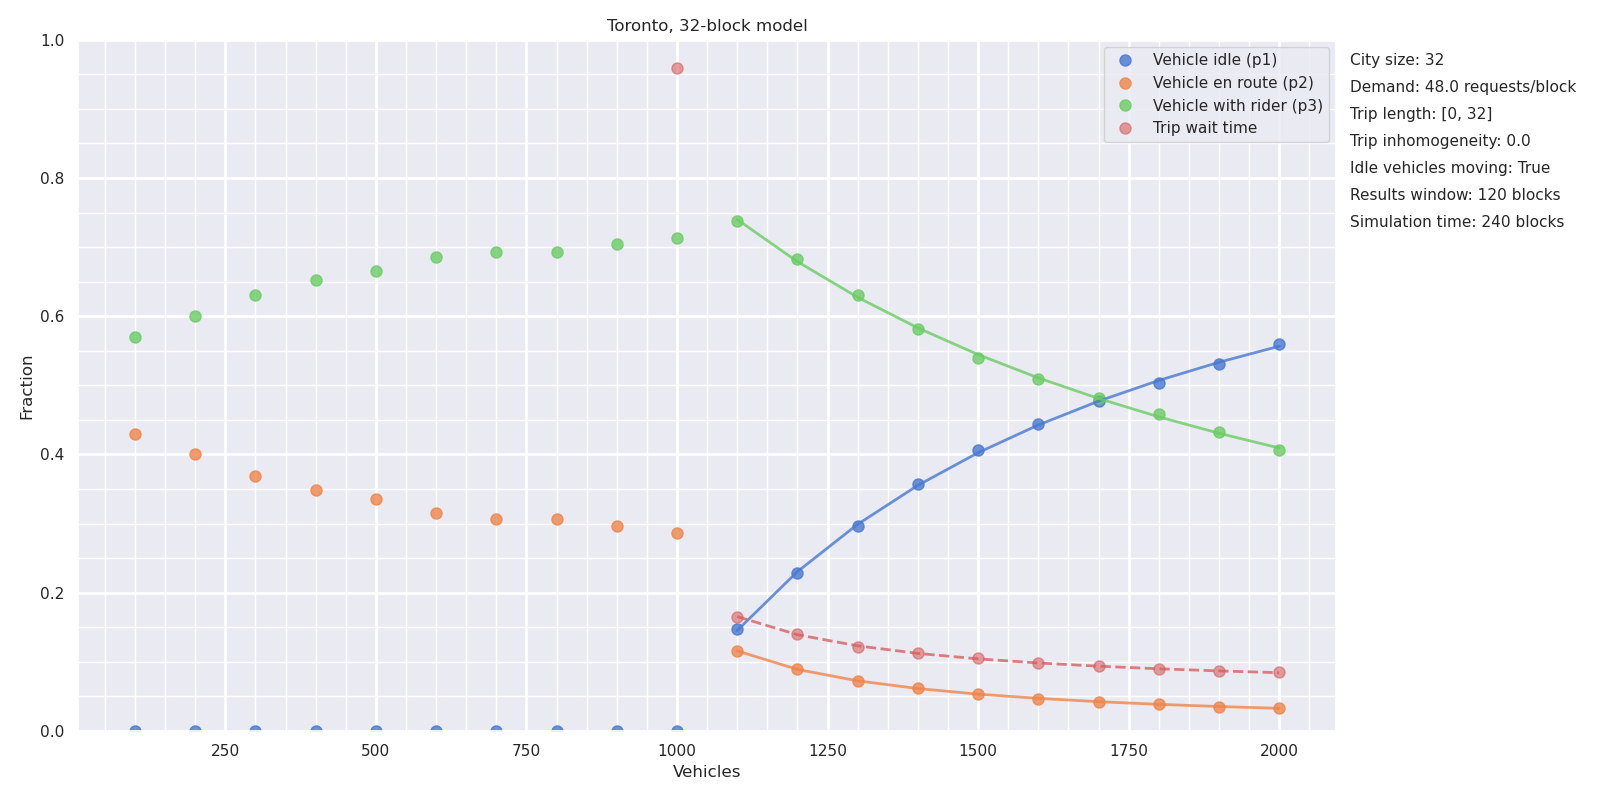 Toronto, 32-block model
1.0
0.8
0.6
0.4
0.2
0.0
Fraction
250
500
750
1000
1250
1500
1750
2000
Vehicles
Vehicle idle (p1)
Vehicle en route (p2)
Vehicle with rider (p3)
Trip wait time
City size: 32
Demand: 48.0 requests/block
Trip length: [0, 32]
Trip inhomogeneity: 0.0
Idle vehicles moving: True
Results window: 120 blocks
Simulation time: 240 blocks